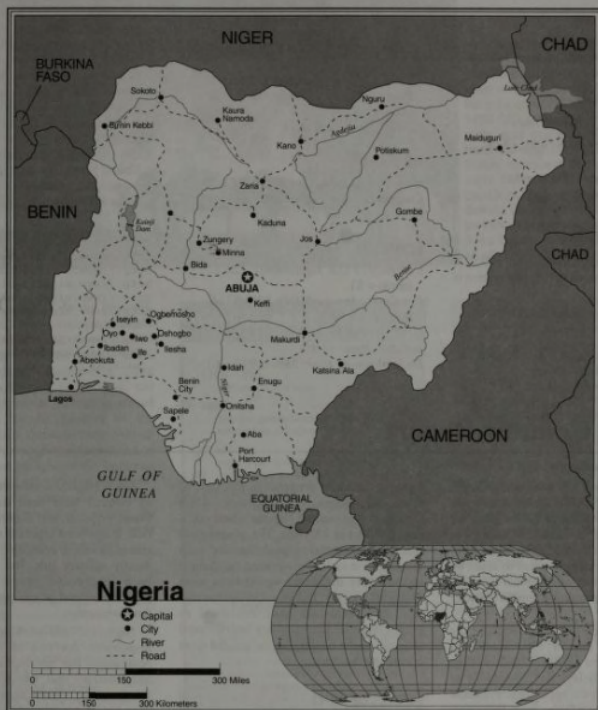 NIGER
CHAD
BURKINA
FASO
Sokoto
Kaura
Namoda
Nguru
Lake Chad
Birnin Kebbi
Kano
Potiskum
Maiduguri
Zaria
BENIN
Kainji
Dam
Kaduna
Gombe
Zungery
Minna
Jos
CHAD
Bida
ABUJA
Benue
Keffi
Iseyin
Ogbomosho
Oyo
Iwo
Oshogbo
Makurdi
Ibadan
Ife
Ilesha
Abeokuta
Idah
Katsina Ala
Lagos
Benin
City
Niger
Enugu
Sapele
Onitsha
CAMEROON
Aba
Port
Harcourt
GULF OF
GUINEA
EQUATORIAL
GUINEA
Nigeria
Capital
City
River
Road
0 150 300 Miles
0 150 300 Kilometers